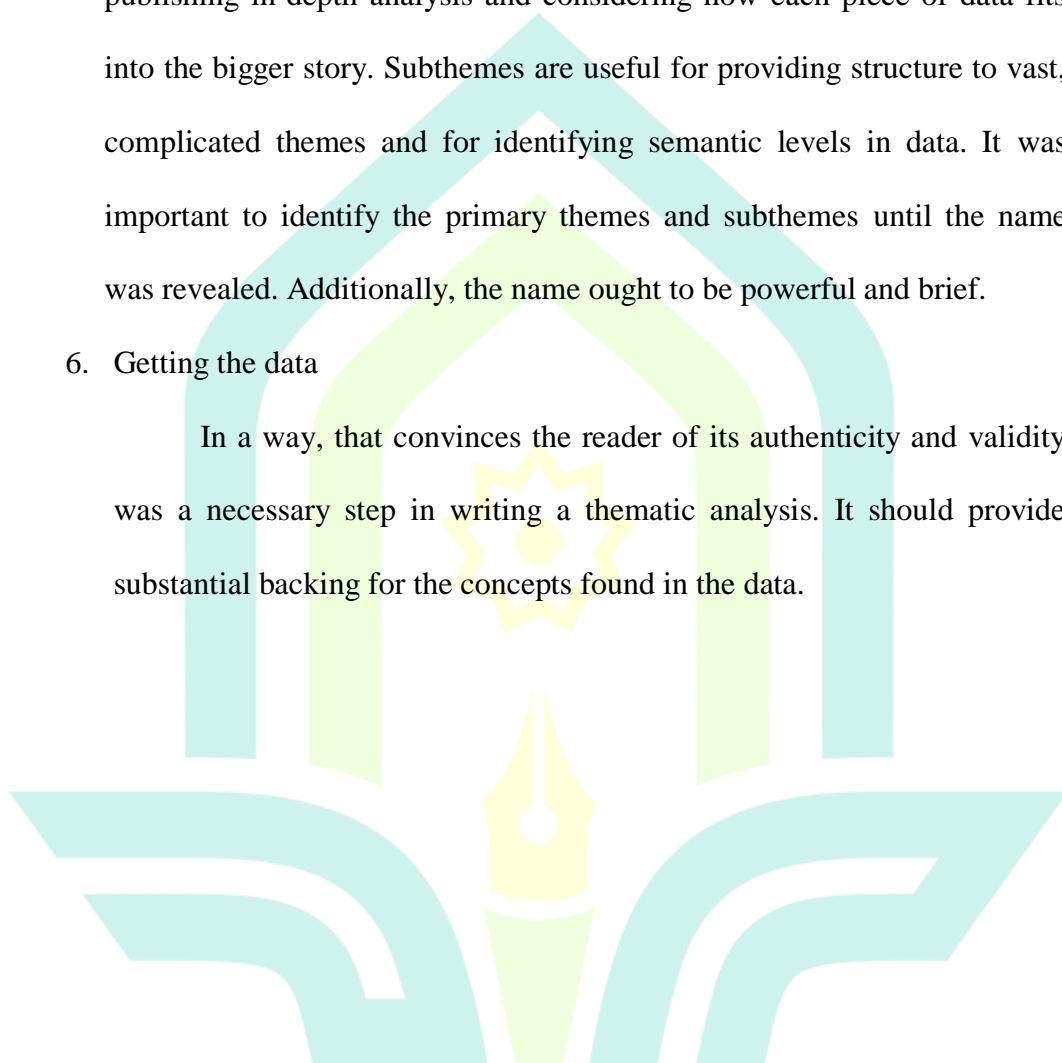 publishing in-depth analysis and considering how each piece of data fits
into the bigger story. Subthemes are useful for providing structure to vast,
complicated themes and for identifying semantic levels in data. It was
important to identify the primary themes and subthemes until the name
was revealed. Additionally, the name ought to be powerful and brief.
6. Getting the data
In a way, that convinces the reader of its authenticity and validity
was a necessary step in writing a thematic analysis. It should provide
substantial backing for the concepts found in the data.